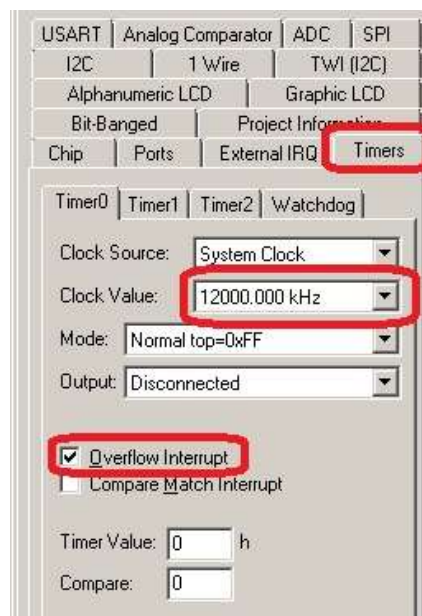 USART Analog Comparator ADC SPI
I2C 1 Wire TWI (I2C)
Alphanumeric LCD Graphic LCD
Bit-Banged Project Information
Chip Ports External IRQ Timers
Timer0 Timer1 Timer2 Watchdog
Clock Source: System Clock
Clock Value: 12000.000 kHz
Mode: Normal top=0xFF
Output: Disconnected
Overflow Interrupt
Compare Match Interrupt
Timer Value: 0 h
Compare: 0